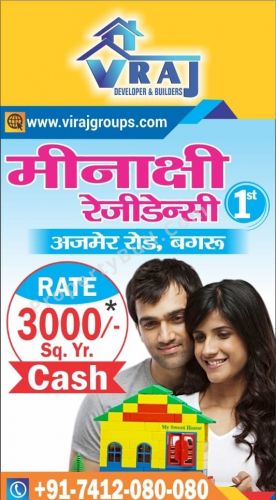 VIRAJ
DEVELOPER & BUILDERS
www.virajgroups.com
मीनाक्षी
रेजीडेन्सी 1st
अजमेर रोड, बगरू
RATE
3000/-*
Sq. Yr.
Cash
My Sweet Home
+91-7412-080-080